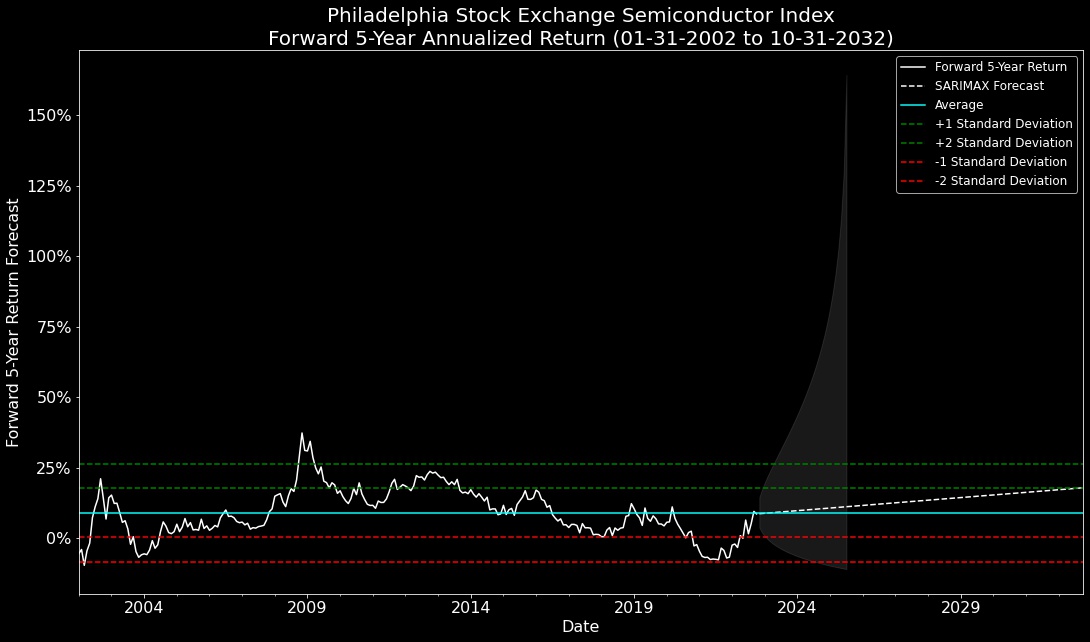 Philadelphia Stock Exchange Semiconductor Index
Forward 5-Year Annualized Return (01-31-2002 to 10-31-2032)
Forward 5-Year Return
SARIMAX Forecast
Average
+1 Standard Deviation
+2 Standard Deviation
-1 Standard Deviation
-2 Standard Deviation
150%
125%
100%
75%
50%
25%
0%
Forward 5-Year Return Forecast
2004 2009 2014 2019 2024 2029
Date